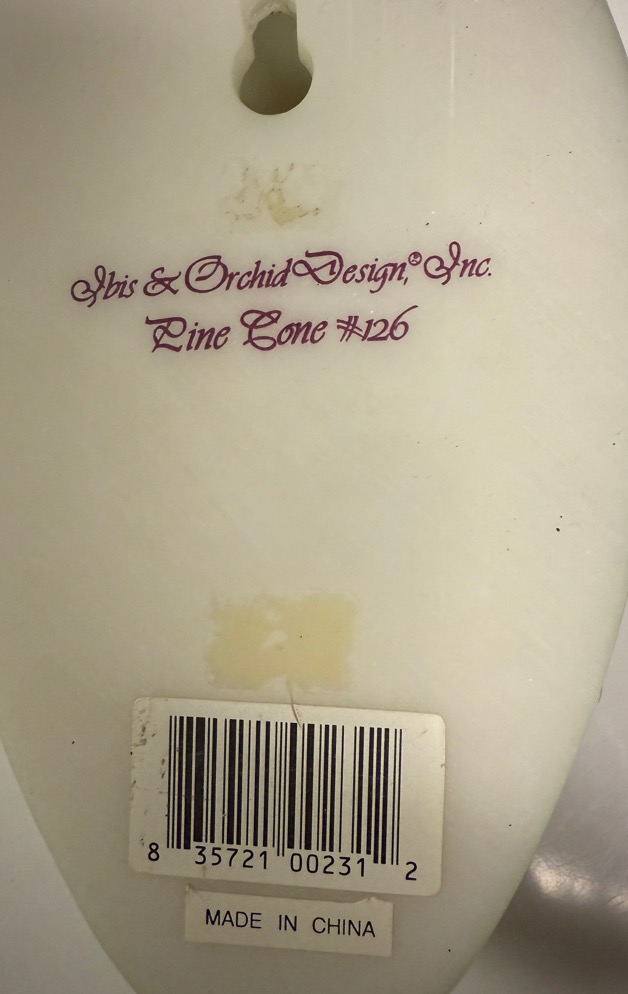 Ibis & Orchid Design,® Inc.
Pine Cone #126
8 35721 00231 2
MADE IN CHINA